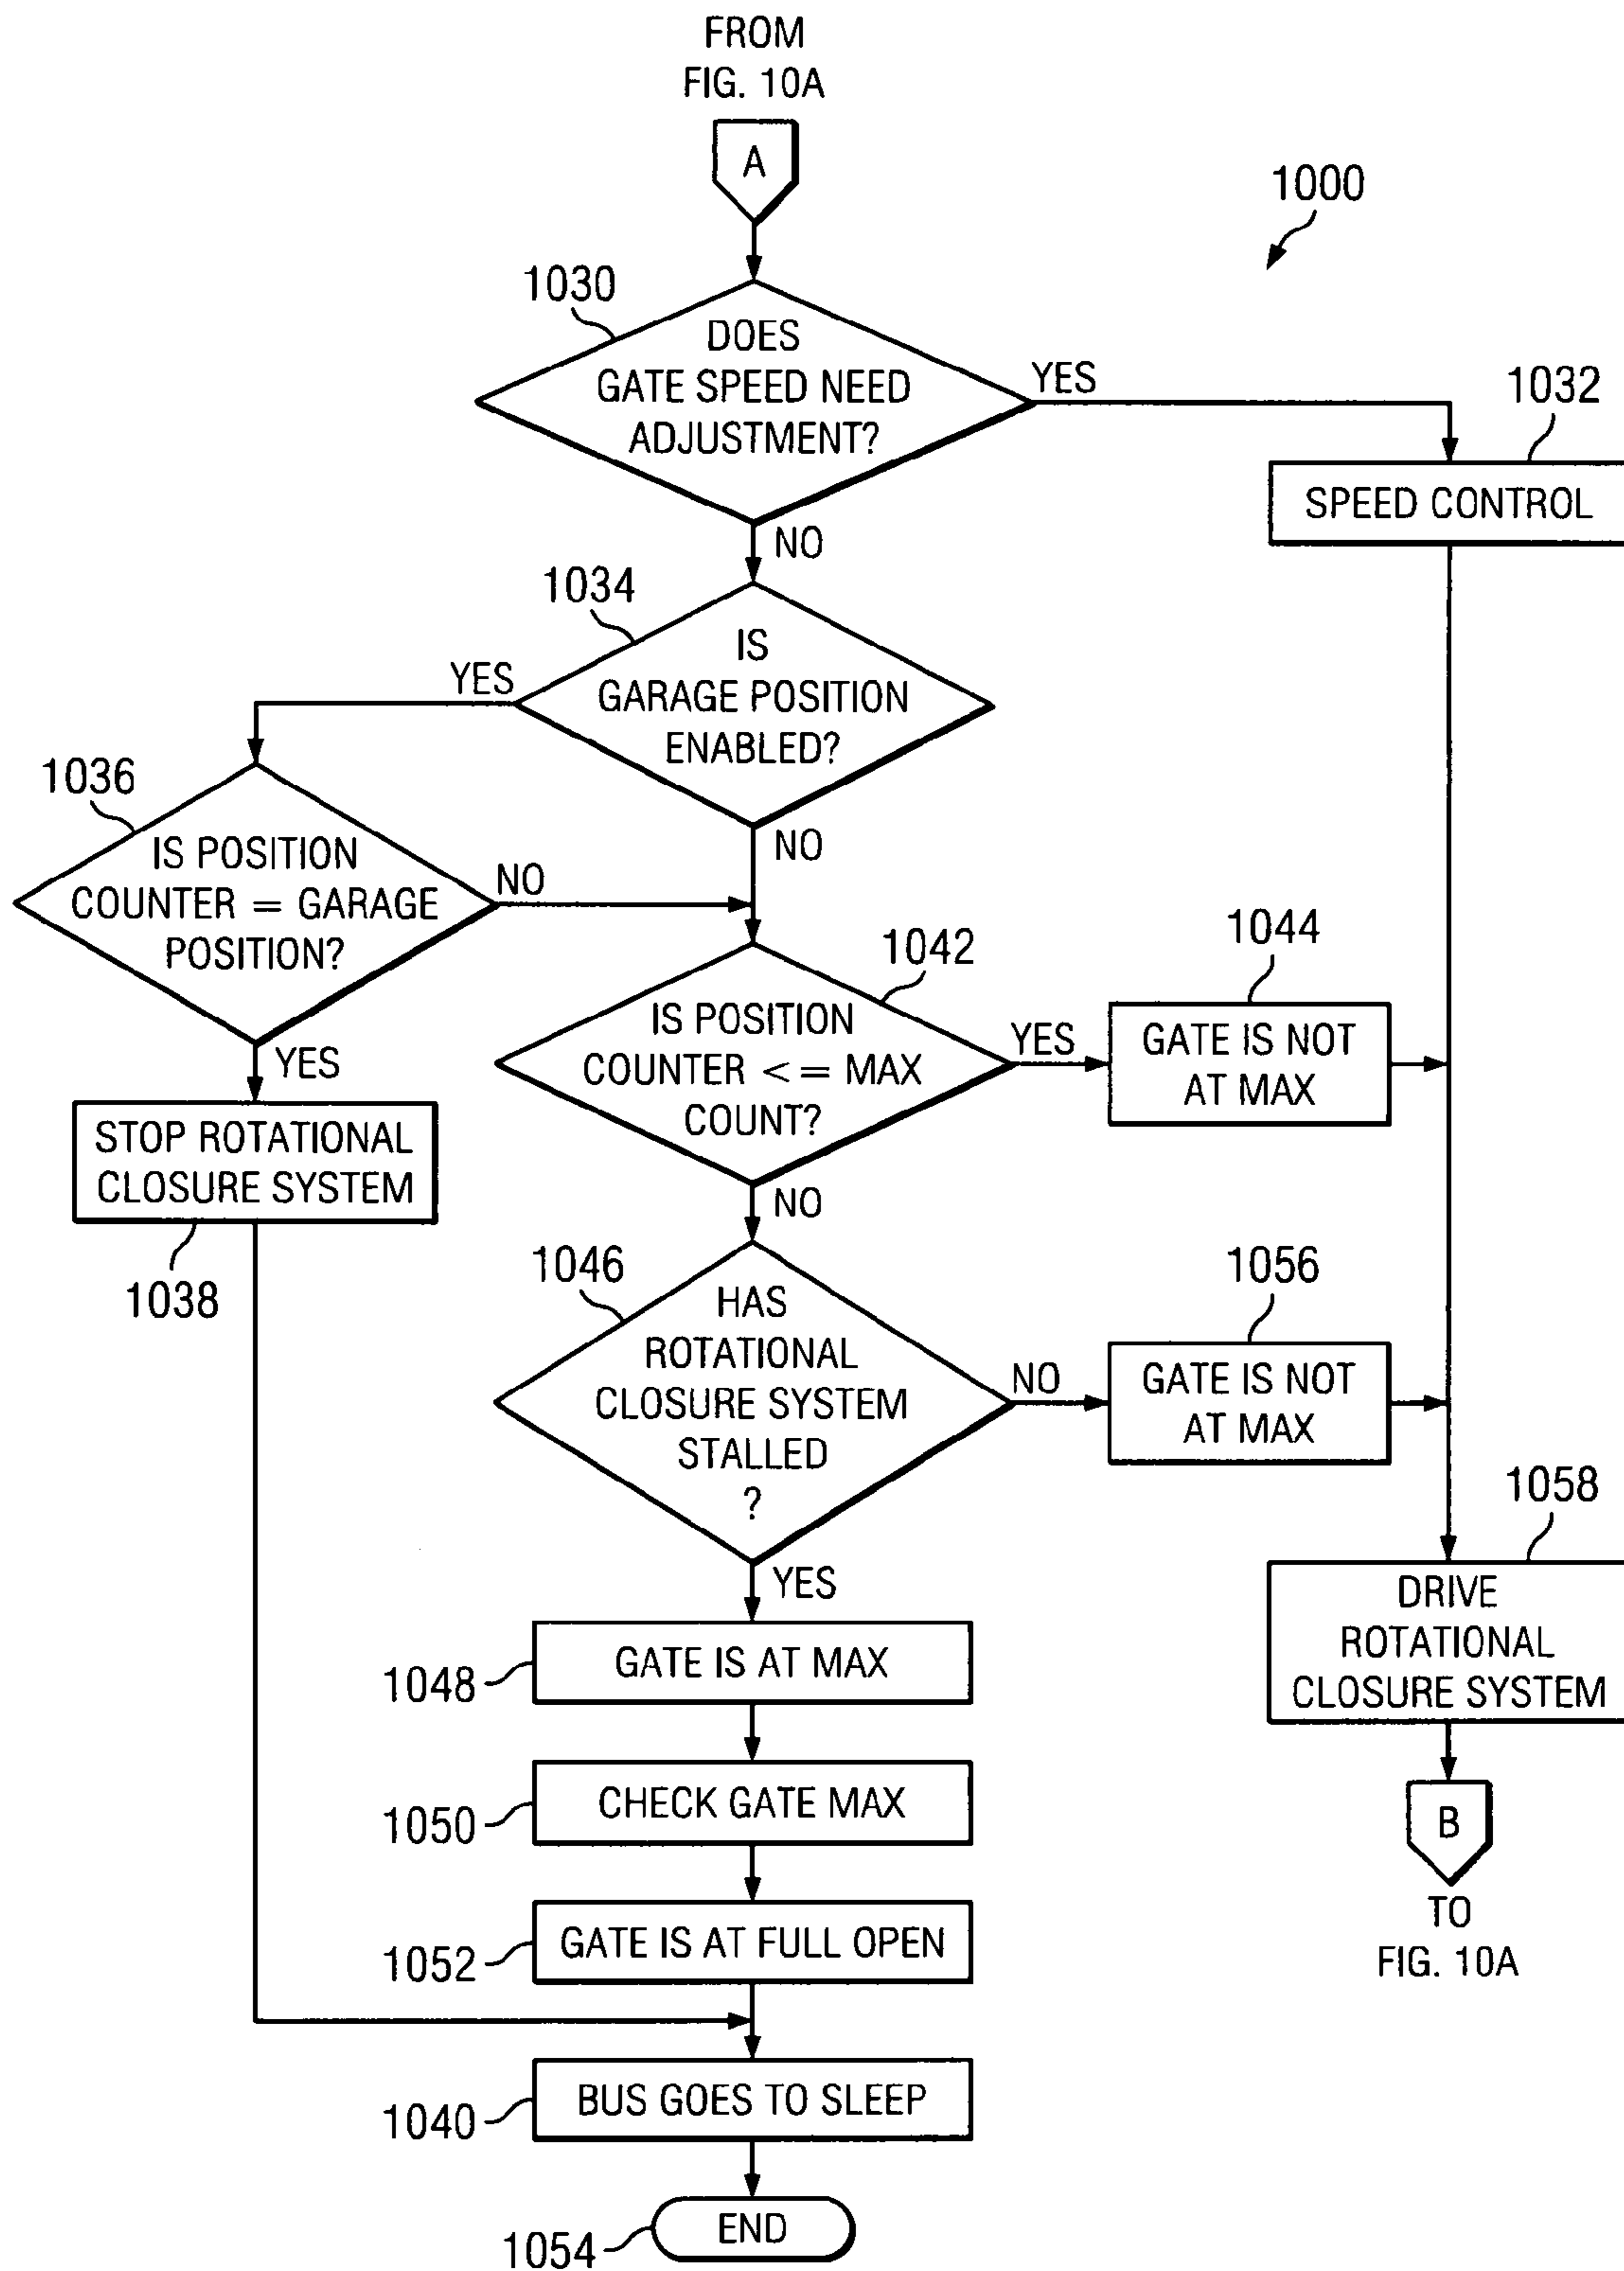 FROM
FIG. 10A
A
1000
1030
DOES
GATE SPEED NEED
ADJUSTMENT?
YES
1032
SPEED CONTROL
NO
1034
IS
GARAGE POSITION
ENABLED?
YES
NO
1036
IS POSITION
COUNTER = GARAGE
POSITION?
NO
YES
STOP ROTATIONAL
CLOSURE SYSTEM
1038
1042
IS POSITION
COUNTER <= MAX
COUNT?
YES
1044
GATE IS NOT
AT MAX
NO
1046
HAS
ROTATIONAL
CLOSURE SYSTEM
STALLED
?
NO
1056
GATE IS NOT
AT MAX
YES
1058
DRIVE
ROTATIONAL
CLOSURE SYSTEM
B
TO
FIG. 10A
GATE IS AT MAX
1048
CHECK GATE MAX
1050
GATE IS AT FULL OPEN
1052
BUS GOES TO SLEEP
1040
END
1054